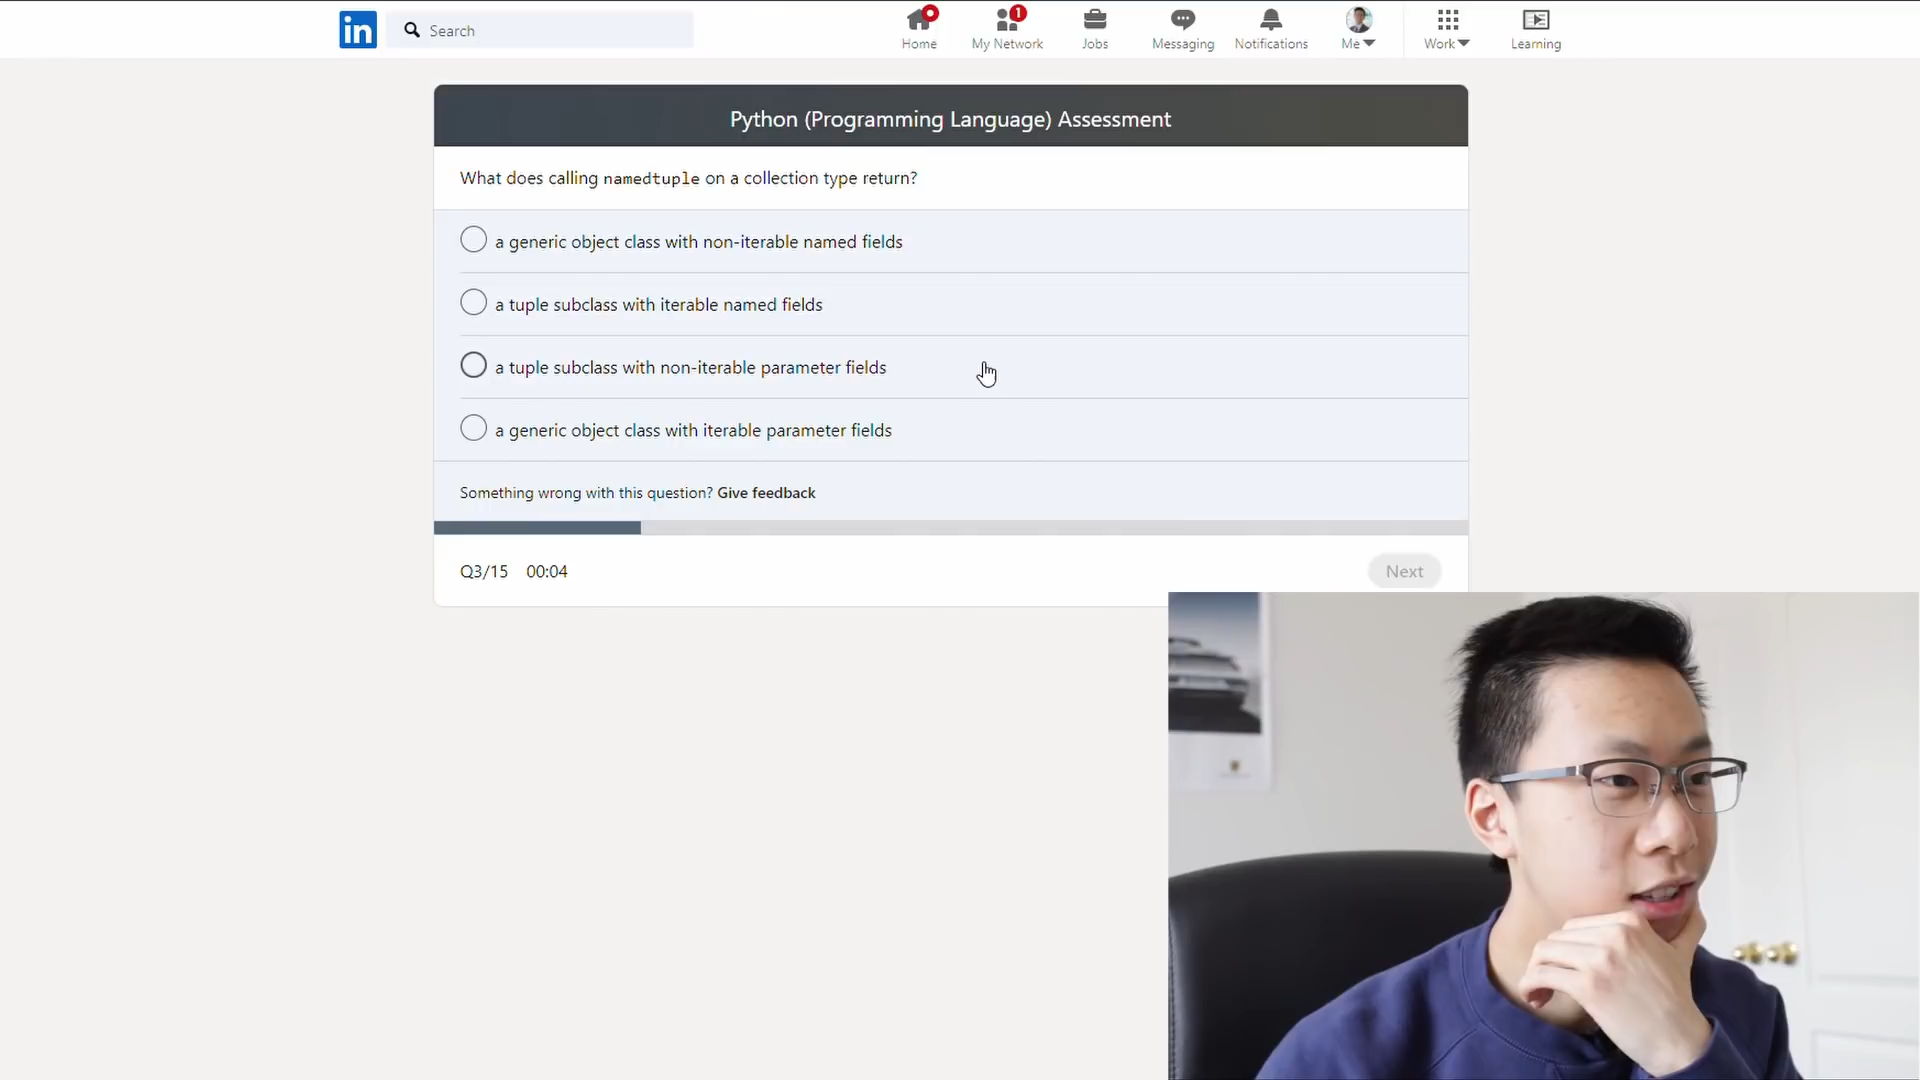 in
Search
1
Home
My Network
Jobs
Messaging
Notifications
Me
Work
Learning
Python (Programming Language) Assessment
What does calling namedtuple on a collection type return?
a generic object class with non-iterable named fields
a tuple subclass with iterable named fields
a tuple subclass with non-iterable parameter fields
a generic object class with iterable parameter fields
Something wrong with this question? Give feedback
Q3/15 00:04
Next